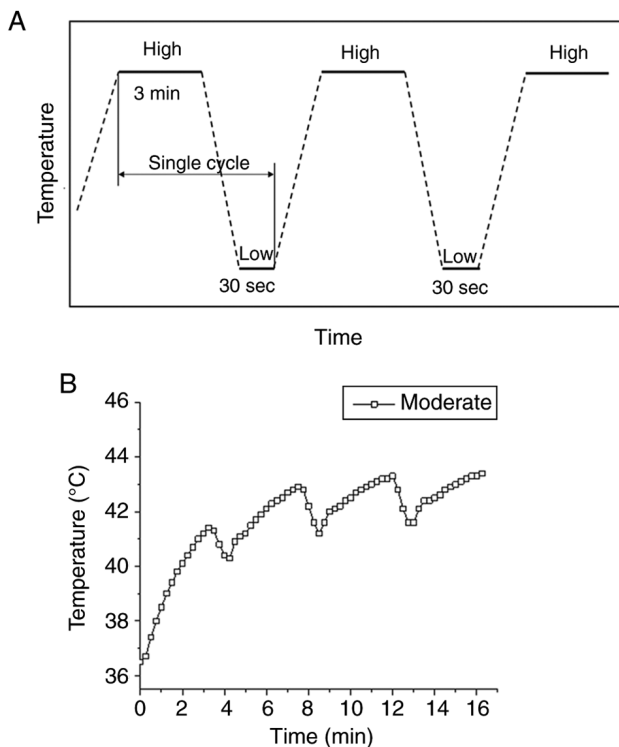 A
High High High
3 min
Single cycle
Low Low
30 sec 30 sec
Temperature
Time
B
Moderate
46
44
42
40
38
36
Temperature (°C)
0 2 4 6 8 10 12 14 16
Time (min)